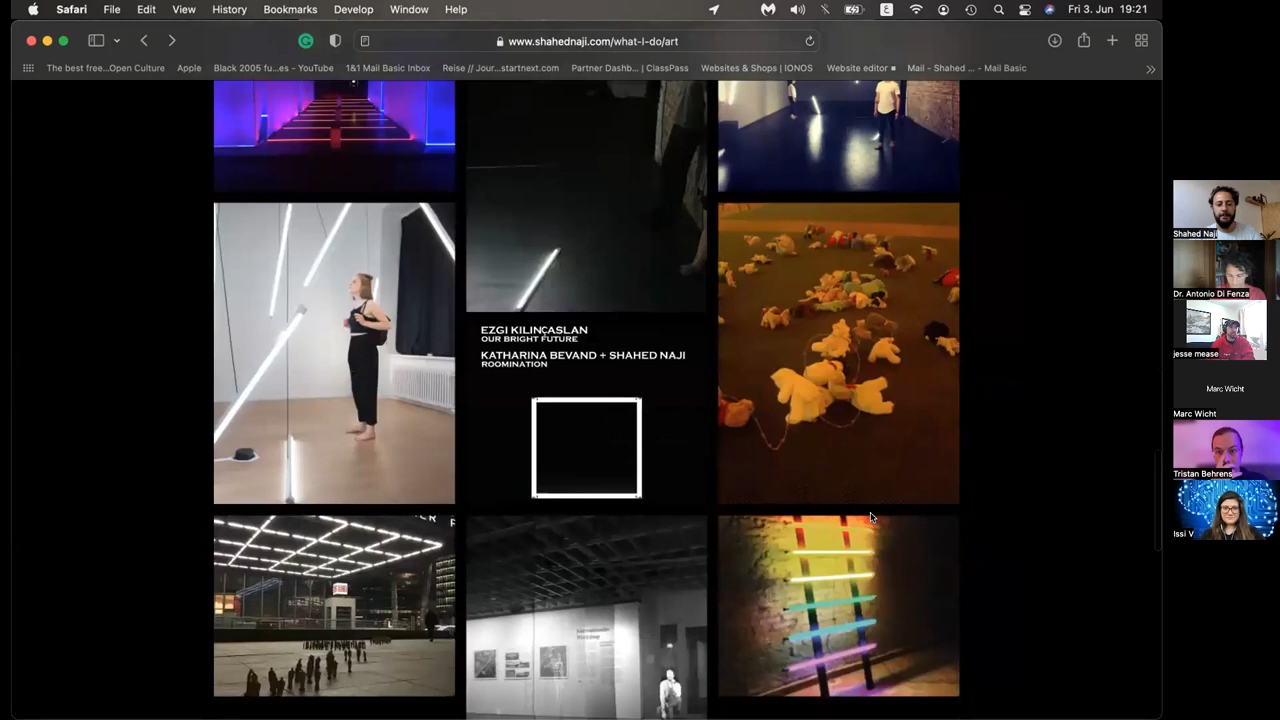 Safari File Edit View History Bookmarks Develop Window Help
Fri 3. Jun 19:21
www.shahednaji.com/what-I-do/art
The best free...Open Culture Apple Black 2005 fu...es - YouTube 1&1 Mail Basic Inbox Reise // Jour...startnext.com Partner Dashb... | ClassPass Websites & Shops | IONOS Website editor Mail - Shahed ... - Mail Basic
EZGI KILINÇASLAN
OUR BRIGHT FUTURE
KATHARINA BEVAND + SHAHED NAJI
ROOMINATION
Shahed Naji
Dr. Antonio Di Fenza
jesse mease
Marc Wicht
Marc Wicht
Tristan Behrens
Issi V